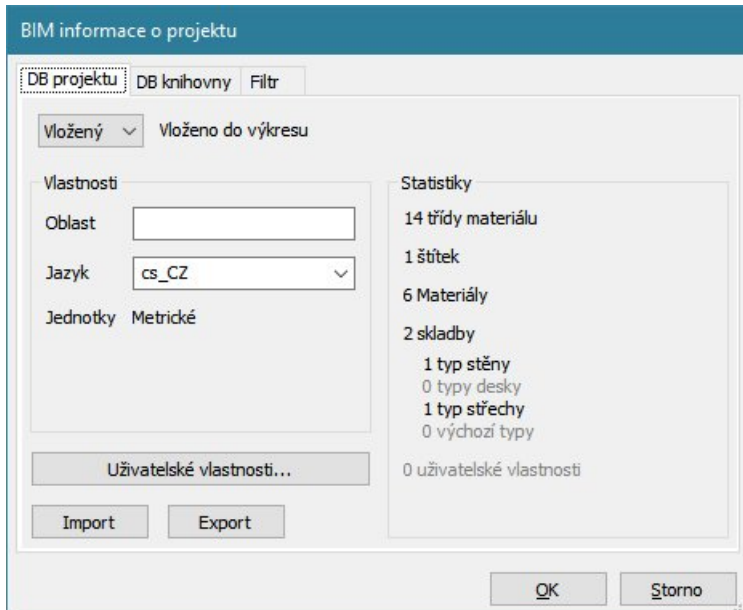 BIM informace o projektu
DB projektu DB knihovny Filtr
Vložený Vloženo do výkresu
Vlastnosti
Oblast
Jazyk cs_CZ
Jednotky Metrické
Uživatelské vlastnosti...
Import Export
Statistiky
14 třídy materiálu
1 štítek
6 Materiály
2 skladby
1 typ stěny
0 typy desky
1 typ střechy
0 výchozí typy
0 uživatelské vlastnosti
OK Storno